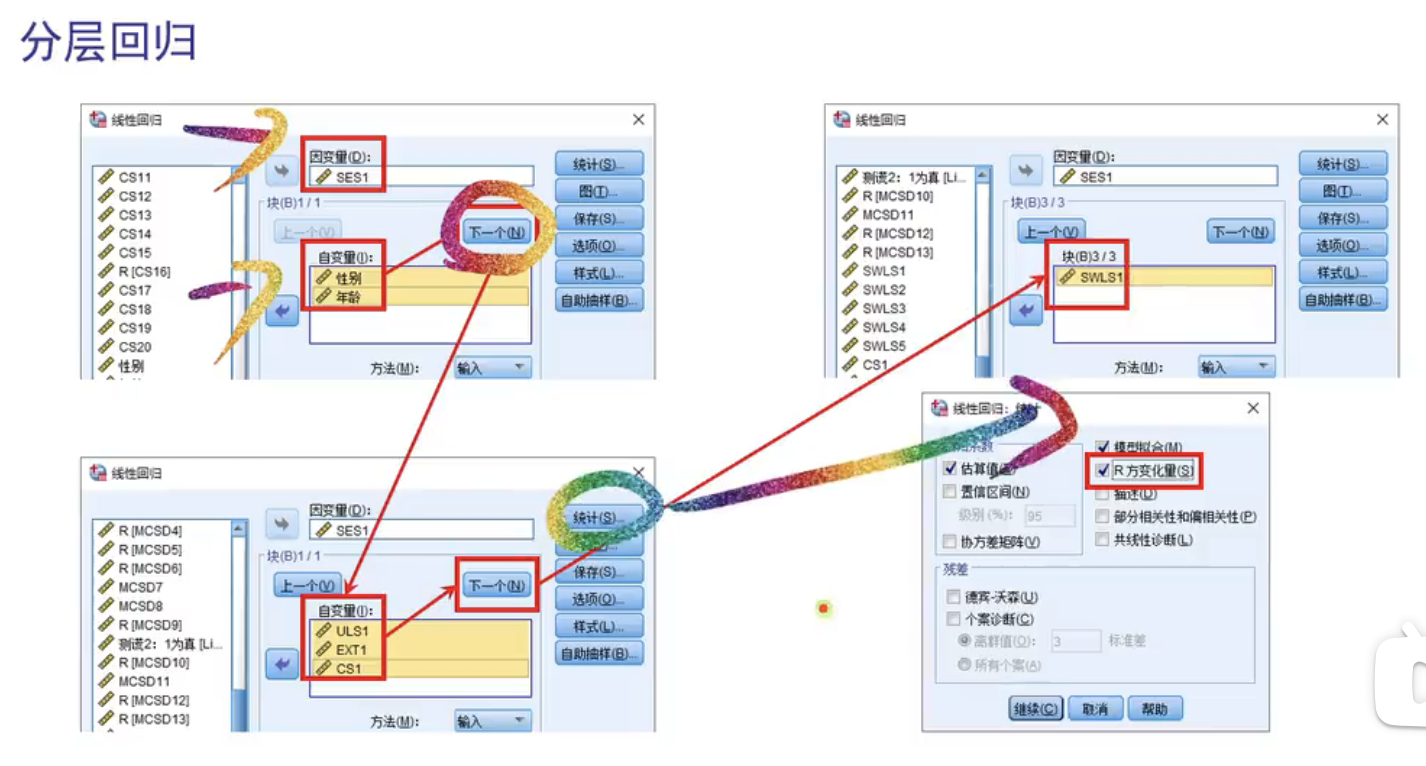 分层回归
线性回归
因变量(D):
SES1
块(B)1 / 1
上一个(V)
下一个(N)
自变量(I):
性别
年龄
方法(M):
输入
CS11
CS12
CS13
CS14
CS15
R [CS16]
CS17
CS18
CS19
CS20
性别
统计(S)...
图(T)...
保存(S)...
选项(O)...
样式(L)...
自助抽样(B)...
线性回归
因变量(D):
SES1
块(B)3 / 3
上一个(V)
下一个(N)
块(B)3 / 3
SWLS1
方法(M):
输入
测谎2：1为真 [Li...
R [MCSD10]
MCSD11
R [MCSD12]
R [MCSD13]
SWLS1
SWLS2
SWLS3
SWLS4
SWLS5
CS1
统计(S)...
图(T)...
保存(S)...
选项(O)...
样式(L)...
自助抽样(B)...
线性回归
因变量(D):
SES1
块(B)1 / 1
上一个(V)
下一个(N)
自变量(I):
ULS1
EXT1
CS1
方法(M):
输入
R [MCSD4]
R [MCSD5]
R [MCSD6]
MCSD7
MCSD8
R [MCSD9]
测谎2：1为真 [Li...
R [MCSD10]
MCSD11
R [MCSD12]
R [MCSD13]
统计(S)...
保存(S)...
选项(O)...
样式(L)...
自助抽样(B)...
线性回归：统计
估算值
置信区间(N)
级别(%)：95
协方差矩阵(V)
模型拟合(M)
R 方变化量(S)
描述(D)
部分相关性和偏相关性(P)
共线性诊断(L)
残差
德宾-沃森(U)
个案诊断(C)
离群值(O)： 3 标准差
所有个案(A)
继续(C)
取消
帮助